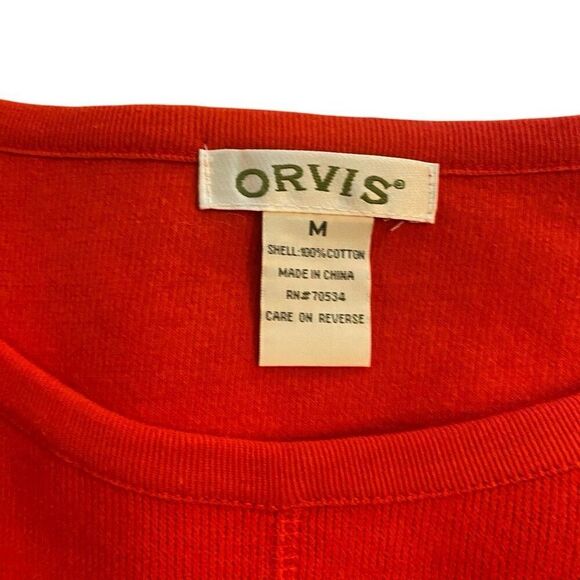 ORVIS®
M
SHELL:100%COTTON
MADE IN CHINA
RN#70534
CARE ON REVERSE